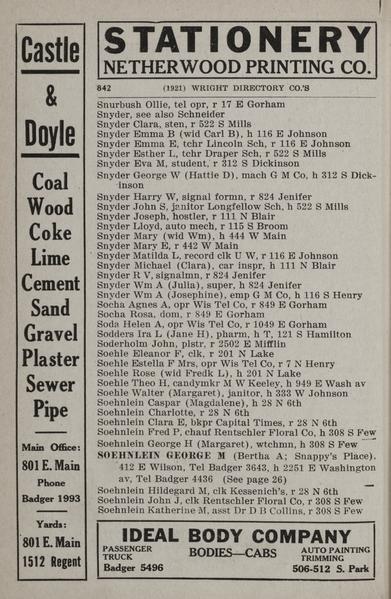 Castle
&
Doyle
Coal
Wood
Coke
Lime
Cement
Sand
Gravel
Plaster
Sewer
Pipe
Main Office:
801 E. Main
Phone
Badger 1993
Yards:
801 E. Main
1512 Regent
STATIONERY
NETHERWOOD PRINTING CO.
842 (1921) WRIGHT DIRECTORY CO.'S
Snurbush Ollie, tel opr, r 17 E Gorham
Snyder, see also Schneider
Snyder Clara, sten, r 522 S Mills
Snyder Emma B (wid Carl B), h 116 E Johnson
Snyder Emma E, tchr Lincoln Sch, r 116 E Johnson
Snyder Esther L, tchr Draper Sch, r 522 S Mills
Snyder Eva M, student, r 312 S Dickinson
Snyder George W (Hattie D), mach G M Co, h 312 S Dick-
inson
Snyder Harry W, signal formn, r 824 Jenifer
Snyder John S, janitor Longfellow Sch, h 522 S Mills
Snyder Joseph, hostler, r 111 N Blair
Snyder Lloyd, auto mech, r 115 S Broom
Snyder Mary (wid Wm), h 444 W Main
Snyder Mary E, r 442 W Main
Snyder Matilda L, record clk U W, r 116 E Johnson
Snyder Michael (Clara), car inspr, h 111 N Blair
Snyder R V, signalmn, r 824 Jenifer
Snyder Wm A (Julia), super, h 824 Jenifer
Snyder Wm A (Josephine), emp G M Co, h 116 S Henry
Socha Agnes A, opr Wis Tel Co, r 849 E Gorham
Socha Rosa, dom, r 849 E Gorham
Soda Helen A, opr Wis Tel Co, r 1049 E Gorham
Sodders Ira L (Jane H), pharm, h T, 121 S Hamilton
Soderholm John, plstr, r 2502 E Mifflin
Soehle Eleanor F, clk, r 201 N Lake
Soehle Estella F Mrs, opr Wis Tel Co, r 7 N Henry
Soehle Rose (wid Fredk L), h 201 N Lake
Soehle Theo H, candymkr M W Keeley, h 949 E Wash av
Soehle Walter (Margaret), janitor, h 333 W Johnson
Soehnlein Caspar (Magdalene), h 28 N 6th
Soehnlein Charlotte, r 28 N 6th
Soehnlein Clara E, bkpr Capital Times, r 28 N 6th
Soehnlein Fred P, chauf Rentschler Floral Co, h 308 S Few
Soehnlein George H (Margaret), wtchmn, h 308 S Few
SOEHNLEIN GEORGE M (Bertha A; Snappy's Place).
412 E Wilson, Tel Badger 3643, h 2251 E Washington
av, Tel Badger 4436 (See page 26)
Soehnlein Hildegard M, clk Kessenich's, r 28 N 6th
Soehnlein John J, clk Rentschler Floral Co, r 308 S Few
Soehnlein Katherine M, asst Dr D B Collins, r 308 S Few
IDEAL BODY COMPANY
PASSENGER
TRUCK
BODIES—CABS
AUTO PAINTING
TRIMMING
Badger 5496
506-512 S. Park